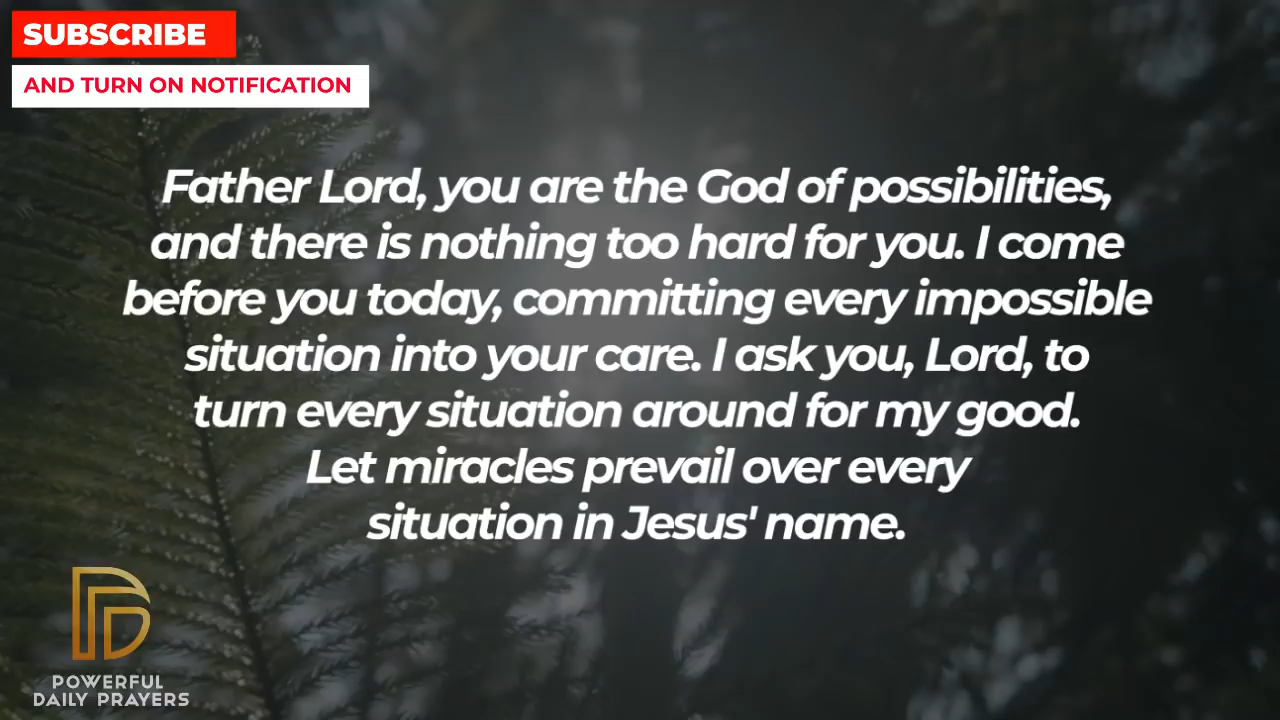 SUBSCRIBE
AND TURN ON NOTIFICATION
Father Lord, you are the God of possibilities,
and there is nothing too hard for you. I come
before you today, committing every impossible
situation into your care. I ask you, Lord, to
turn every situation around for my good.
Let miracles prevail over every
situation in Jesus' name.
POWERFUL
DAILY PRAYERS